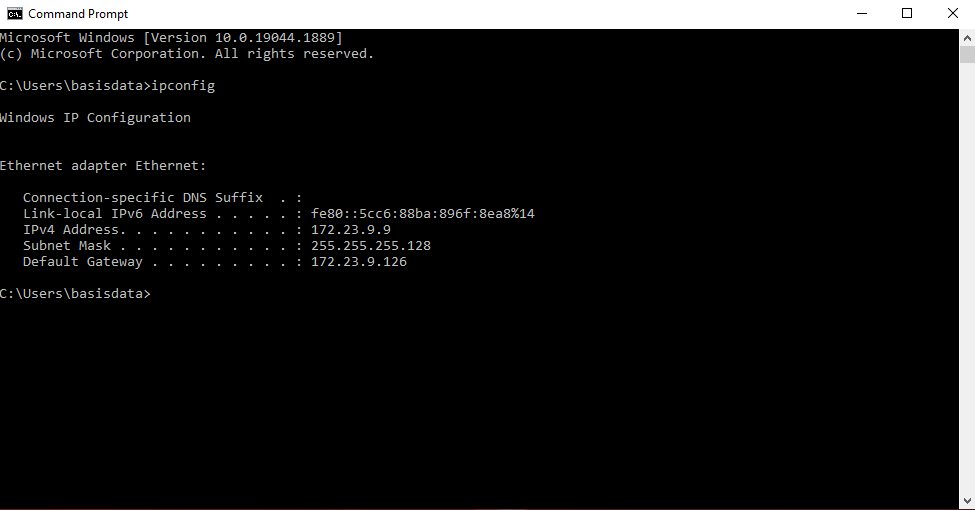 Command Prompt
Microsoft Windows [Version 10.0.19044.1889]
(c) Microsoft Corporation. All rights reserved.
C:\Users\basisdata>ipconfig
Windows IP Configuration
Ethernet adapter Ethernet:
   Connection-specific DNS Suffix  . :
   Link-local IPv6 Address . . . . . : fe80::5cc6:88ba:896f:8ea8%14
   IPv4 Address. . . . . . . . . . . : 172.23.9.9
   Subnet Mask . . . . . . . . . . . : 255.255.255.128
   Default Gateway . . . . . . . . . : 172.23.9.126
C:\Users\basisdata>